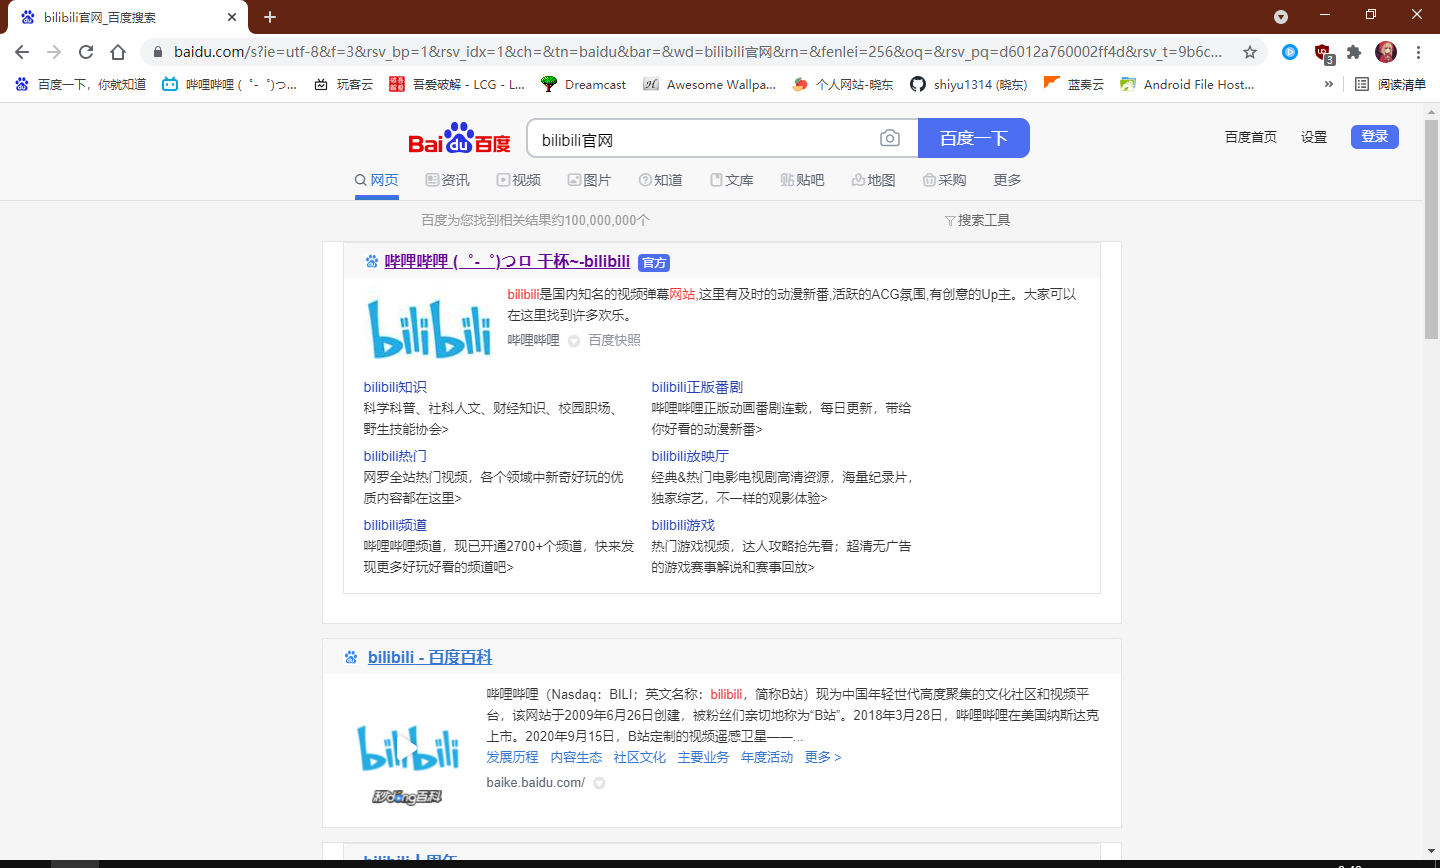 bilibili官网_百度搜索
baidu.com/s?ie=utf-8&f=3&rsv_bp=1&rsv_idx=1&ch=&tn=baidu&bar=&wd=bilibili官网&rn=&fenlei=256&oq=&rsv_pq=d6012a760002ff4d&rsv_t=9b6c...
3
百度一下，你就知道 哔哩哔哩 (゜-゜)つ... 玩客云 吾爱破解 - LCG - L... Dreamcast Awesome Wallpa... 个人网站-晓东 shiyu1314 (晓东) 蓝奏云 Android File Host... » 阅读清单
Bai du 百度 bilibili官网 百度一下 百度首页 设置 登录
网页 资讯 视频 图片 知道 文库 贴吧 地图 采购 更多
百度为您找到相关结果约100,000,000个 搜索工具
哔哩哔哩 (゜-゜)つロ 干杯~-bilibili 官方
bilibili
bilibili是国内知名的视频弹幕网站,这里有及时的动漫新番,活跃的ACG氛围,有创意的Up主。大家可以
在这里找到许多欢乐。
哔哩哔哩 百度快照
bilibili知识
科学科普、社科人文、财经知识、校园职场、
野生技能协会>
bilibili正版番剧
哔哩哔哩正版动画番剧连载，每日更新，带给
你好看的动漫新番>
bilibili热门
网罗全站热门视频，各个领域中新奇好玩的优
质内容都在这里>
bilibili放映厅
经典&热门电影电视剧高清资源，海量纪录片，
独家综艺，不一样的观影体验>
bilibili频道
哔哩哔哩频道，现已开通2700+个频道，快来发
现更多好玩好看的频道吧>
bilibili游戏
热门游戏视频，达人攻略抢先看；超清无广告
的游戏赛事解说和赛事回放>
bilibili - 百度百科
bilibili
秒dong百科
哔哩哔哩（Nasdaq：BILI；英文名称：bilibili，简称B站）现为中国年轻世代高度聚集的文化社区和视频平
台，该网站于2009年6月26日创建，被粉丝们亲切地称为“B站”。2018年3月28日，哔哩哔哩在美国纳斯达克
上市。2020年9月15日，B站定制的视频遥感卫星——...
发展历程 内容生态 社区文化 主要业务 年度活动 更多 >
baike.baidu.com/